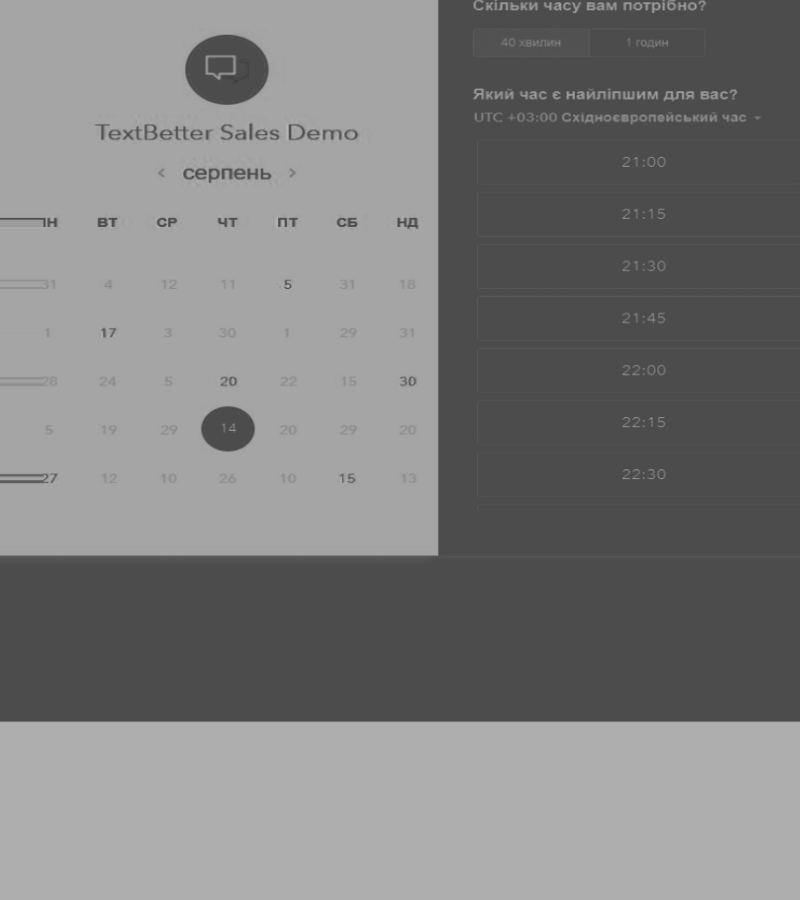 TextBetter Sales Demo
< серпень >
ПН ВТ СР ЧТ ПТ СБ НД
31 4 12 11 5 31 18
1 17 3 30 1 29 31
28 24 5 20 22 15 30
5 19 29 14 20 29 20
27 12 10 26 10 15 13
Скільки часу вам потрібно?
40 хвилин 1 годин
Який час є найліпшим для вас?
UTC +03:00 Східноєвропейський час
21:00
21:15
21:30
21:45
22:00
22:15
22:30